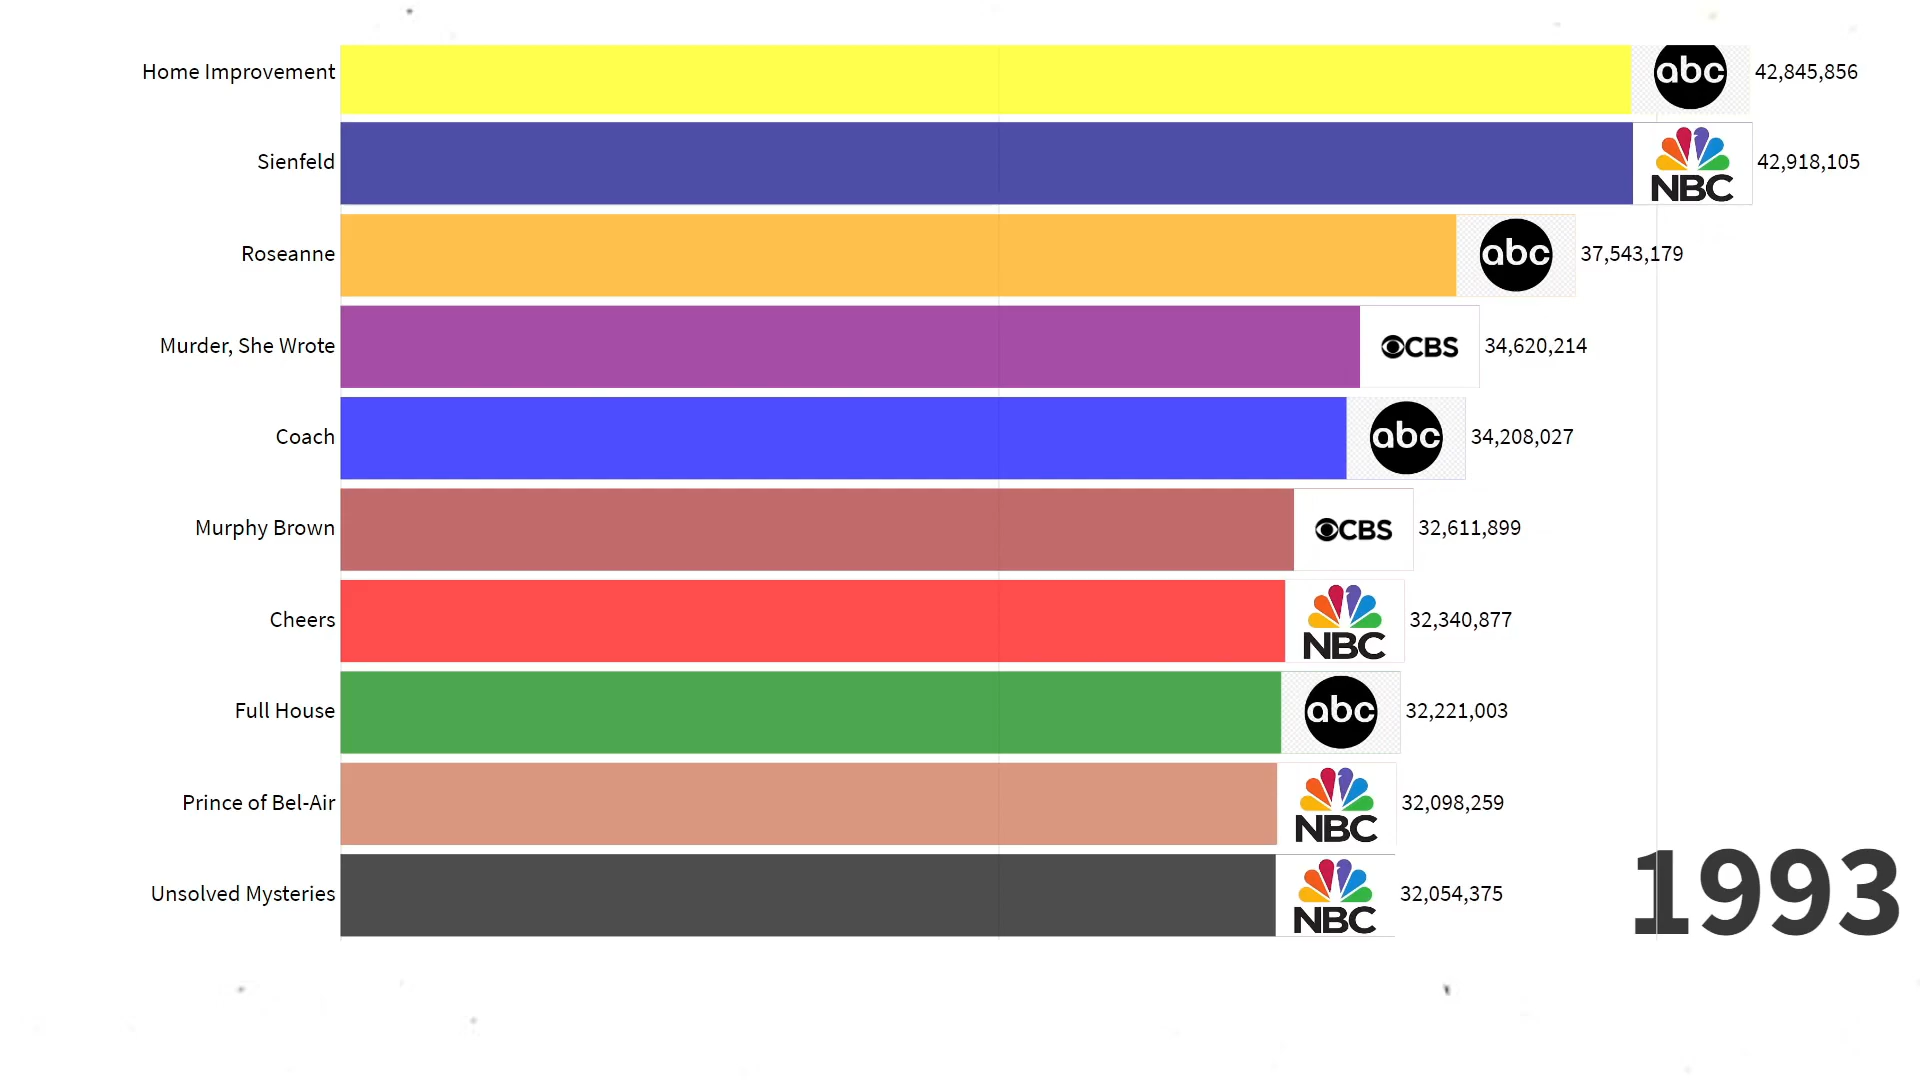 Home Improvement abc 42,845,856
Sienfeld NBC 42,918,105
Roseanne abc 37,543,179
Murder, She Wrote CBS 34,620,214
Coach abc 34,208,027
Murphy Brown CBS 32,611,899
Cheers NBC 32,340,877
Full House abc 32,221,003
Prince of Bel-Air NBC 32,098,259
Unsolved Mysteries NBC 32,054,375
1993